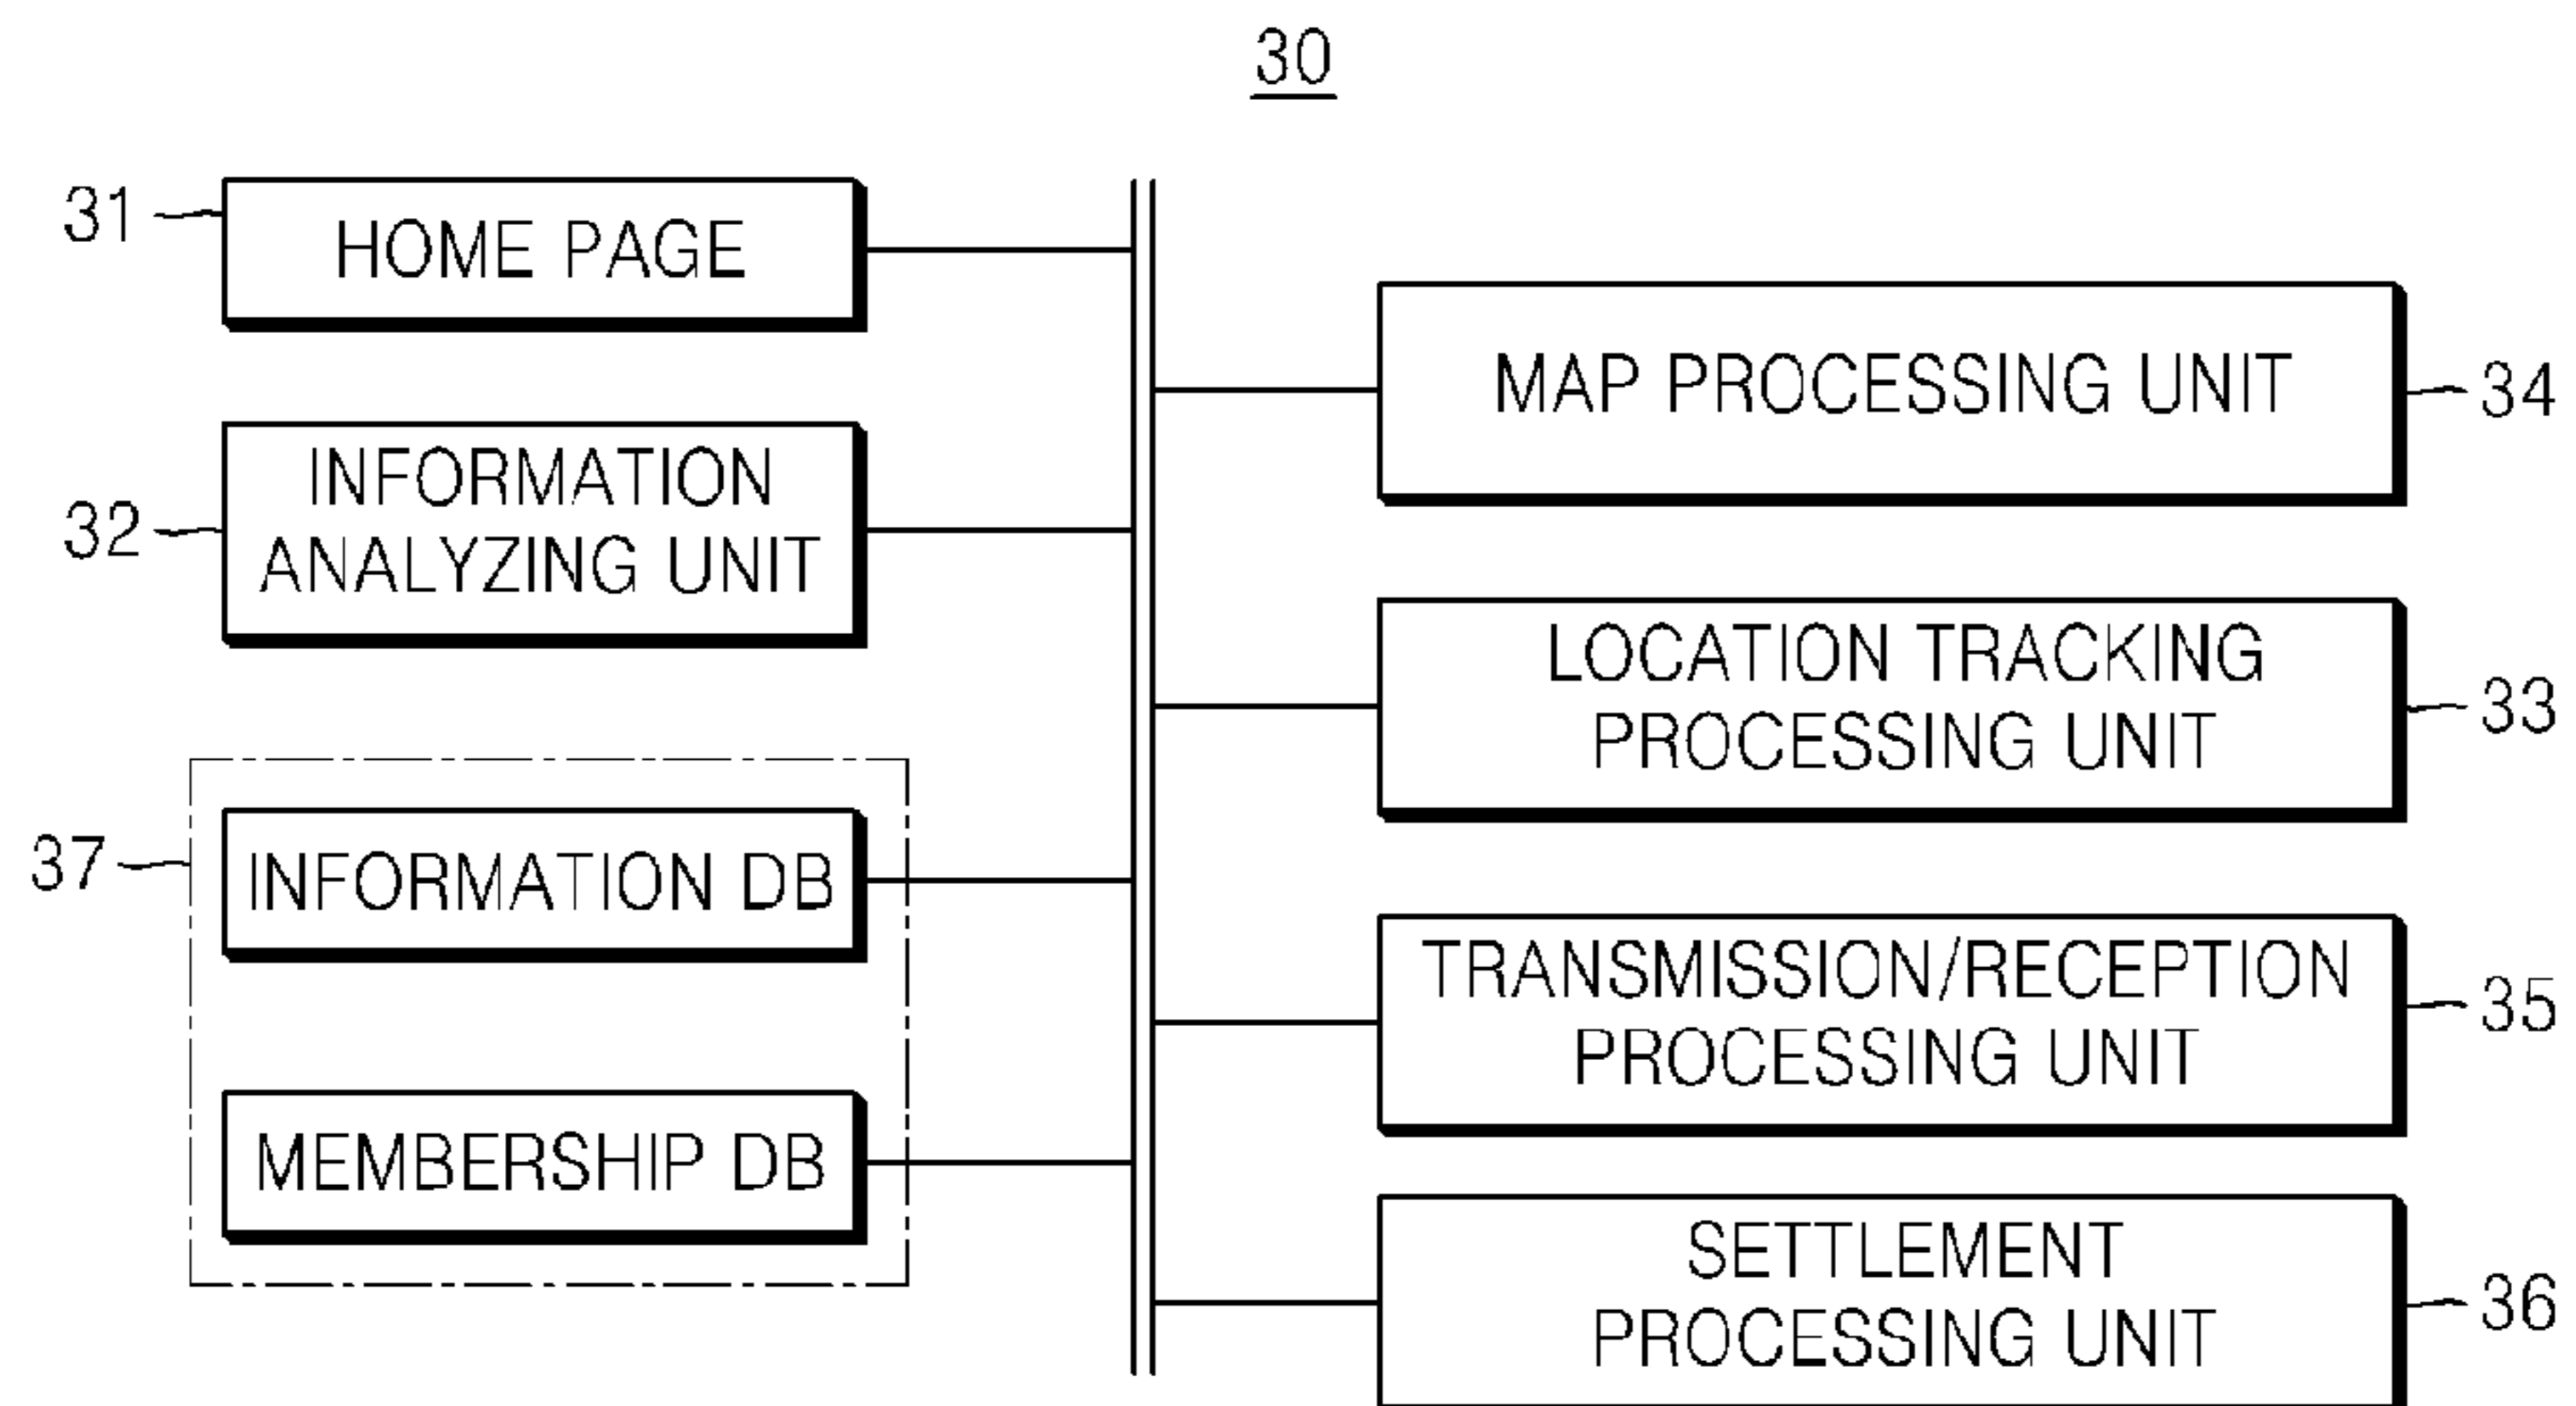 30
31
HOME PAGE
32
INFORMATION
ANALYZING UNIT
37
INFORMATION DB
MEMBERSHIP DB
MAP PROCESSING UNIT
34
LOCATION TRACKING
PROCESSING UNIT
33
TRANSMISSION/RECEPTION
PROCESSING UNIT
35
SETTLEMENT
PROCESSING UNIT
36